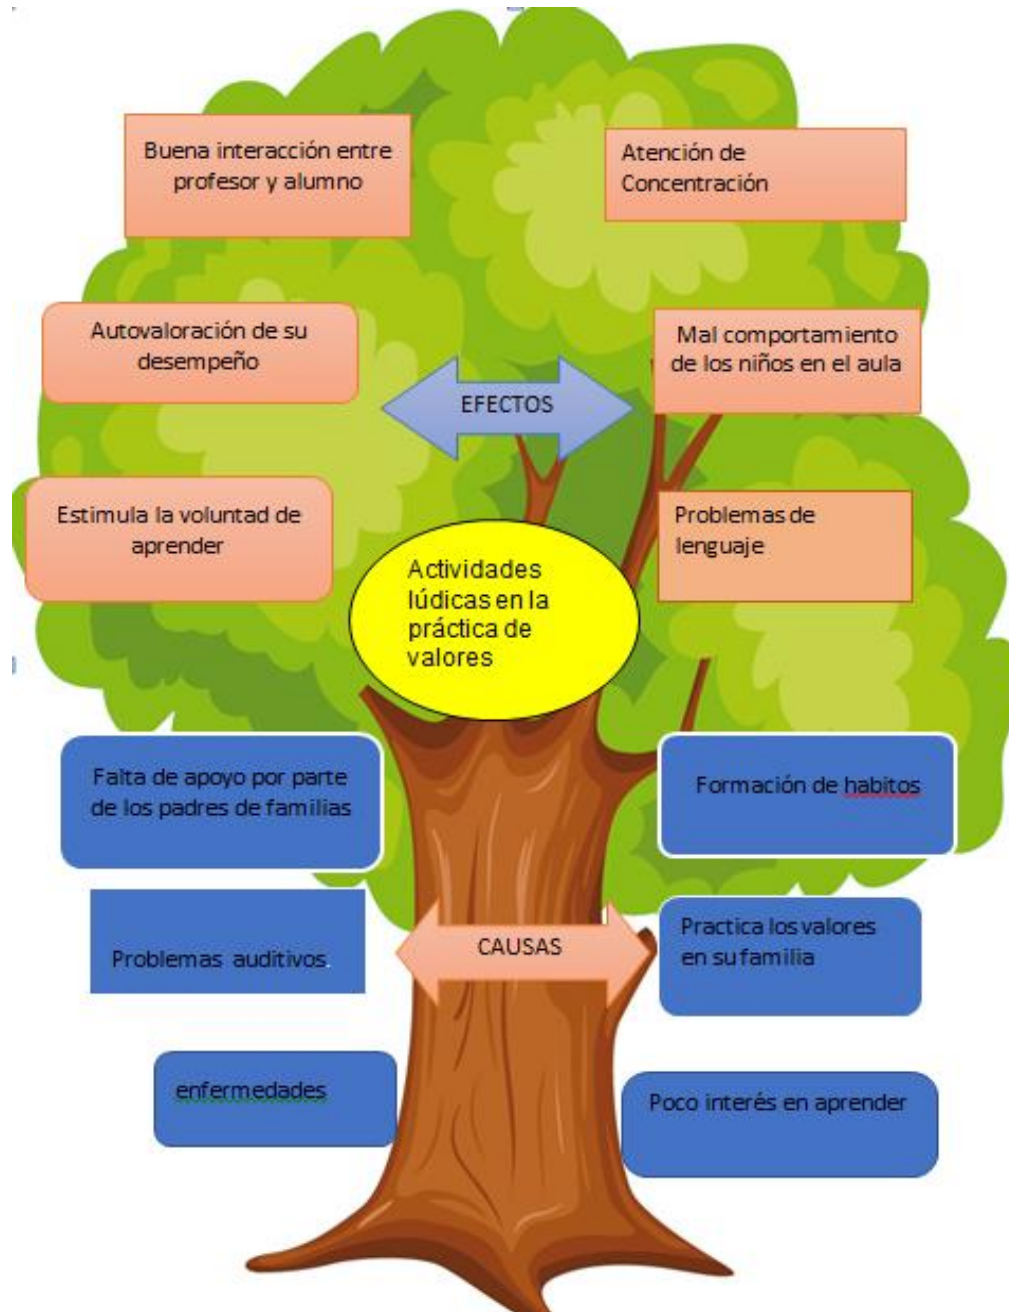 Buena interacción entre
profesor y alumno
Atención de
Concentración
Autovaloración de su
desempeño
Mal comportamiento
de los niños en el aula
EFECTOS
Estimula la voluntad de
aprender
Problemas de
lenguaje
Actividades
lúdicas en la
práctica de
valores
Falta de apoyo por parte
de los padres de familias
Formación de habitos
Problemas auditivos.
CAUSAS
Practica los valores
en su familia
enfermedades
Poco interés en aprender